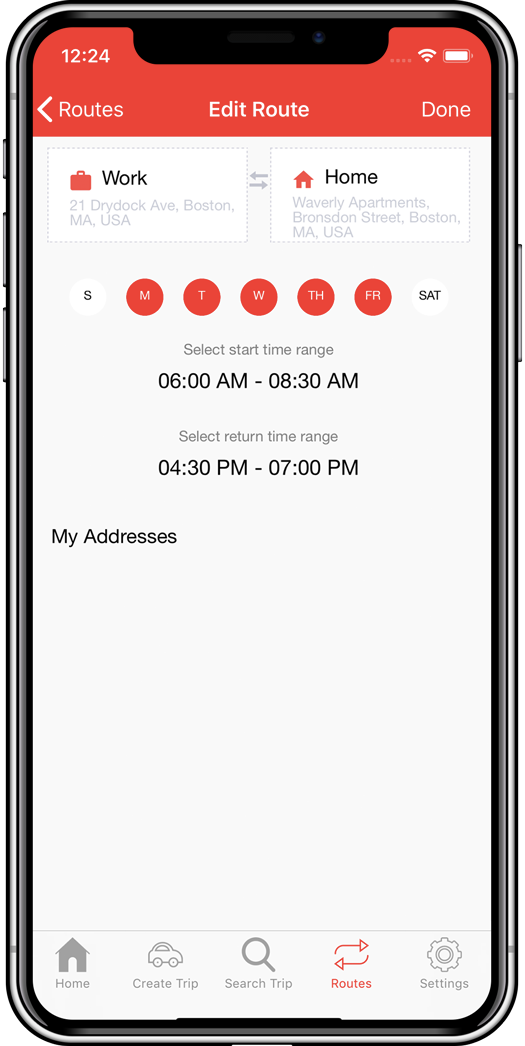 12:24
Routes
Edit Route
Done
Work
21 Drydock Ave, Boston,
MA, USA
Home
Waverly Apartments,
Bronsdon Street, Boston,
MA, USA
S M T W TH FR SAT
Select start time range
06:00 AM - 08:30 AM
Select return time range
04:30 PM - 07:00 PM
My Addresses
Home Create Trip Search Trip Routes Settings